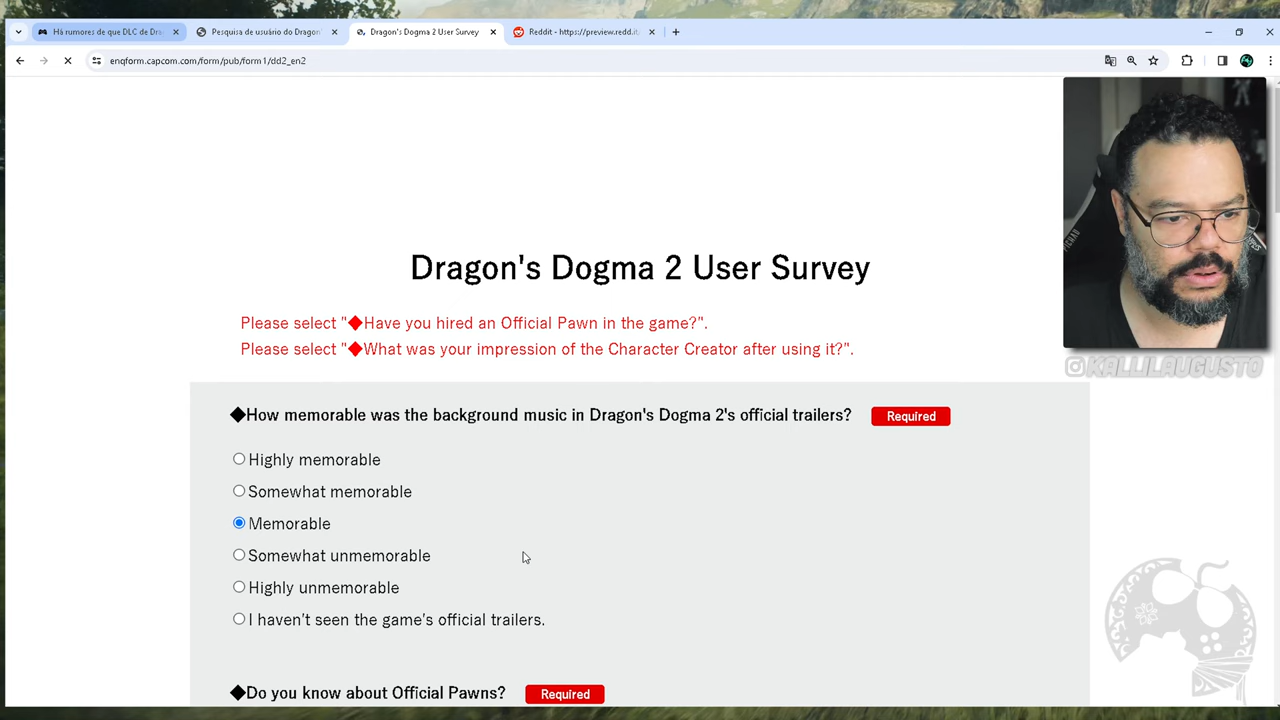 Há rumores de que DLC de Dra
Pesquisa de usuário do Dragon
Dragon's Dogma 2 User Survey
Reddit - https://preview.redd.it
enqform.capcom.com/form/pub/form1/dd2_en2
Dragon's Dogma 2 User Survey
Please select "◆Have you hired an Official Pawn in the game?".
Please select "◆What was your impression of the Character Creator after using it?".
◆How memorable was the background music in Dragon's Dogma 2's official trailers? Required
Highly memorable
Somewhat memorable
Memorable
Somewhat unmemorable
Highly unmemorable
I haven't seen the game's official trailers.
◆Do you know about Official Pawns? Required
@KALLILAUGUSTO